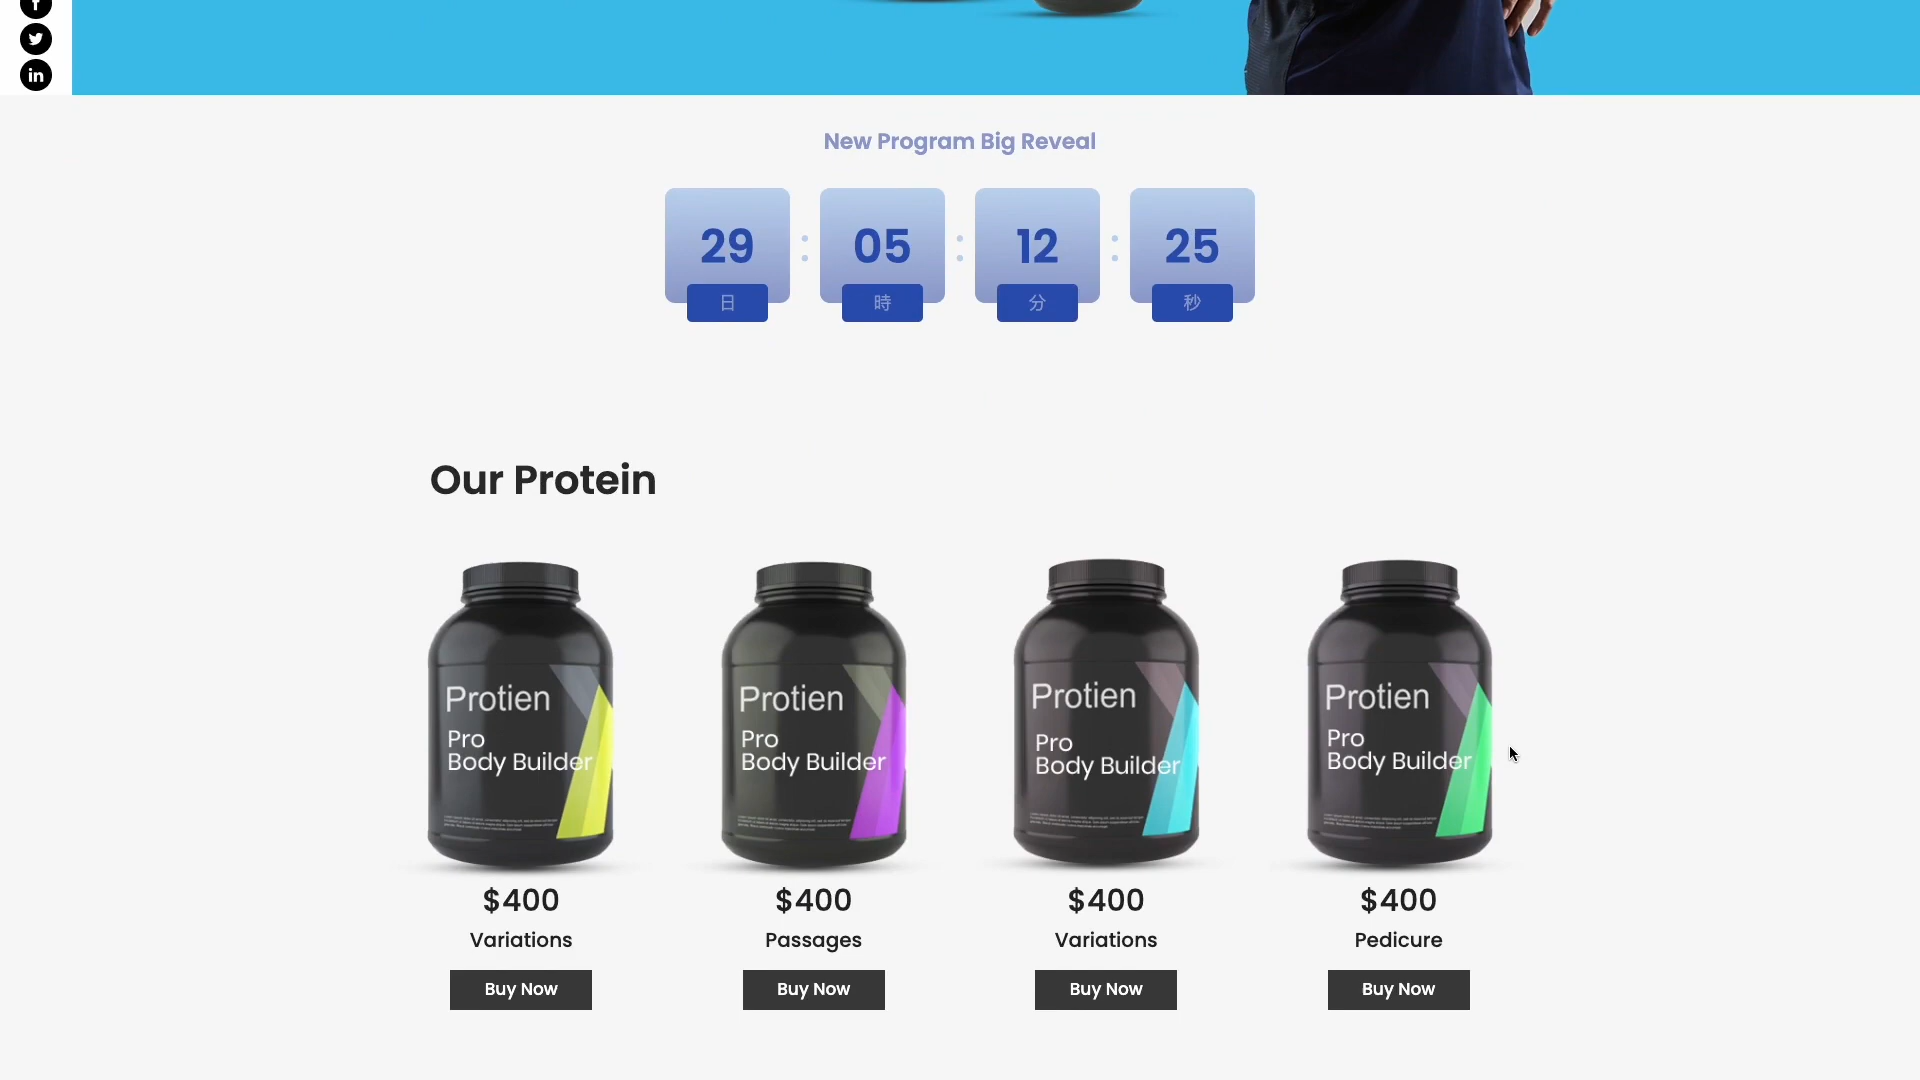 New Program Big Reveal
29 : 05 : 12 : 25
日 時 分 秒
Our Protein
Protien
Pro
Body Builder
Protien
Pro
Body Builder
Protien
Pro
Body Builder
Protien
Pro
Body Builder
$400 $400 $400 $400
Variations Passages Variations Pedicure
Buy Now Buy Now Buy Now Buy Now